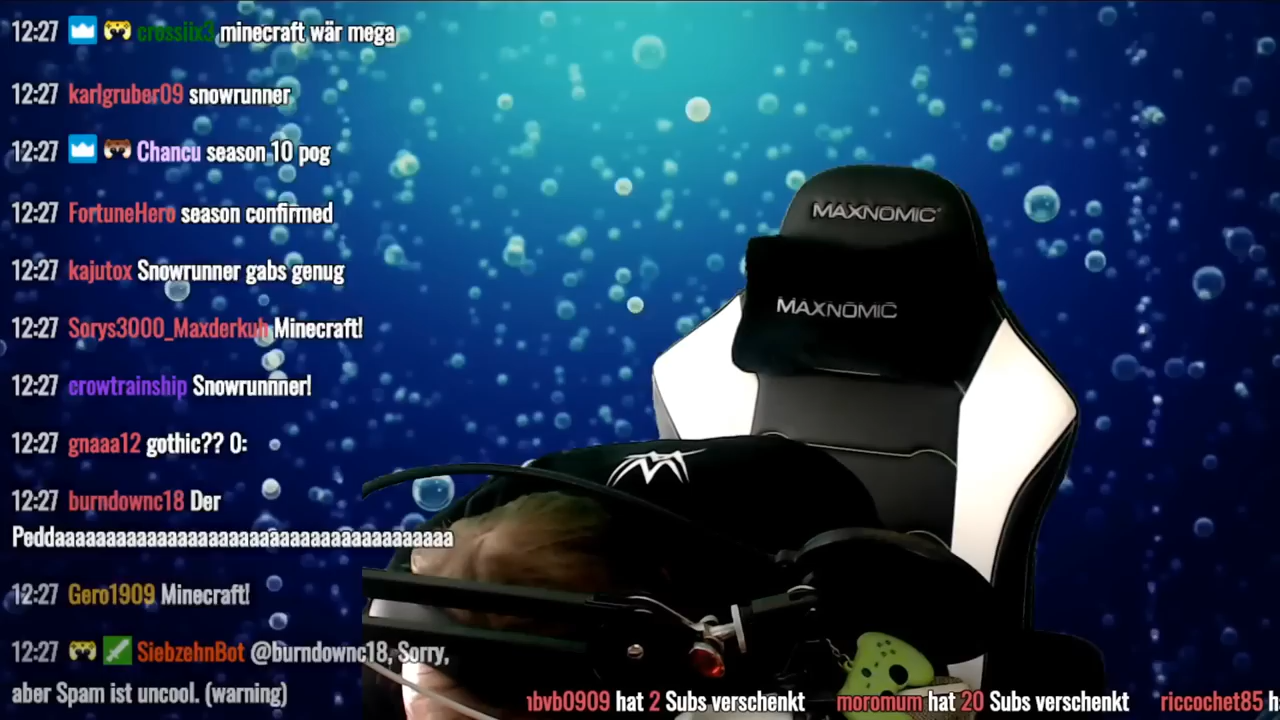 12:27 crossiix3 minecraft wär mega
12:27 karlgruber09 snowrunner
12:27 Chancu season 10 pog
12:27 FortuneHero season confirmed
12:27 kajutox Snowrunner gabs genug
12:27 Sorys3000_Maxderkuh Minecraft!
12:27 crowtrainship Snowrunnner!
12:27 gnaaa12 gothic?? O:
12:27 burndownc18 Der
Peddaaaaaaaaaaaaaaaaaaaaaaaaaaaaaaaaaaaaaaa
12:27 Gero1909 Minecraft!
12:27 SiebzehnBot @burndownc18, Sorry,
aber Spam ist uncool. (warning)
MAXNOMIC
MAXNOMIC
hat 2 Subs verschenkt moromum hat 20 Subs verschenkt riccochet85